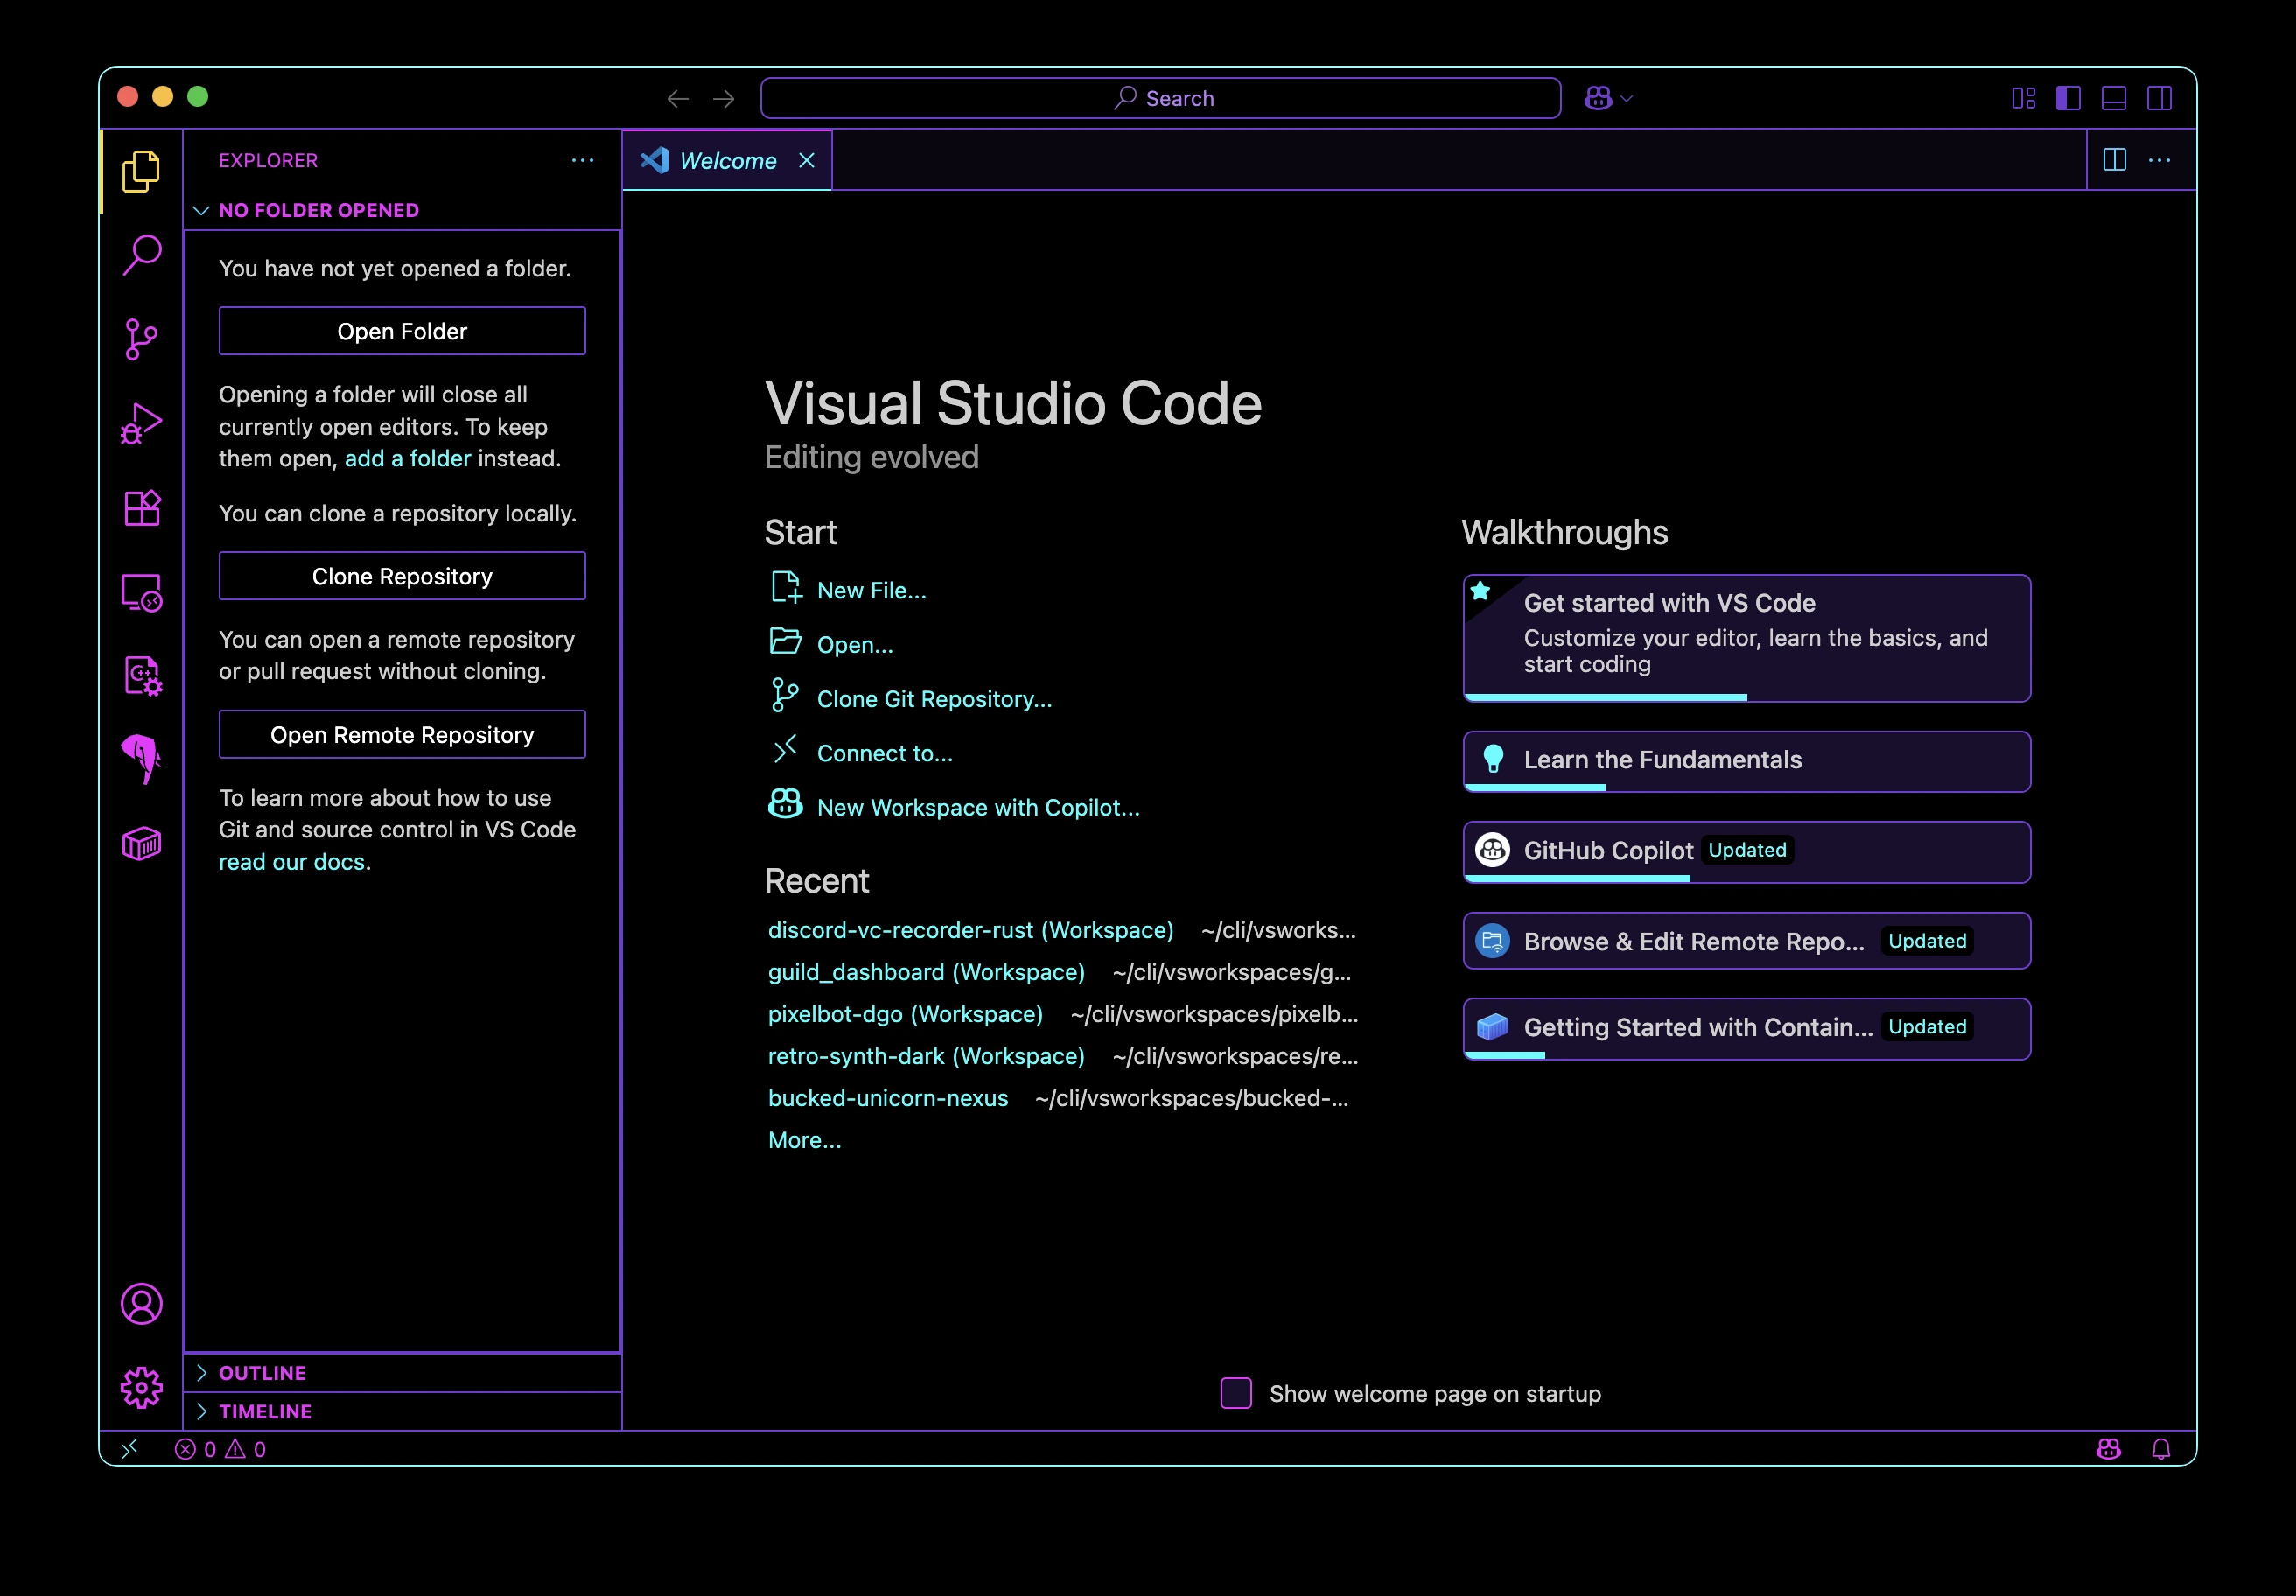 Search
EXPLORER
Welcome
NO FOLDER OPENED
You have not yet opened a folder.
Open Folder
Opening a folder will close all
currently open editors. To keep
them open, add a folder instead.
You can clone a repository locally.
Clone Repository
You can open a remote repository
or pull request without cloning.
Open Remote Repository
To learn more about how to use
Git and source control in VS Code
read our docs.
OUTLINE
TIMELINE
Visual Studio Code
Editing evolved
Start
New File...
Open...
Clone Git Repository...
Connect to...
New Workspace with Copilot...
Recent
discord-vc-recorder-rust (Workspace) ~/cli/vsworks...
guild_dashboard (Workspace) ~/cli/vsworkspaces/g...
pixelbot-dgo (Workspace) ~/cli/vsworkspaces/pixelb...
retro-synth-dark (Workspace) ~/cli/vsworkspaces/re...
bucked-unicorn-nexus ~/cli/vsworkspaces/bucked-...
More...
Walkthroughs
Get started with VS Code
Customize your editor, learn the basics, and
start coding
Learn the Fundamentals
GitHub Copilot Updated
Browse & Edit Remote Repo... Updated
Getting Started with Contain... Updated
Show welcome page on startup
0 0